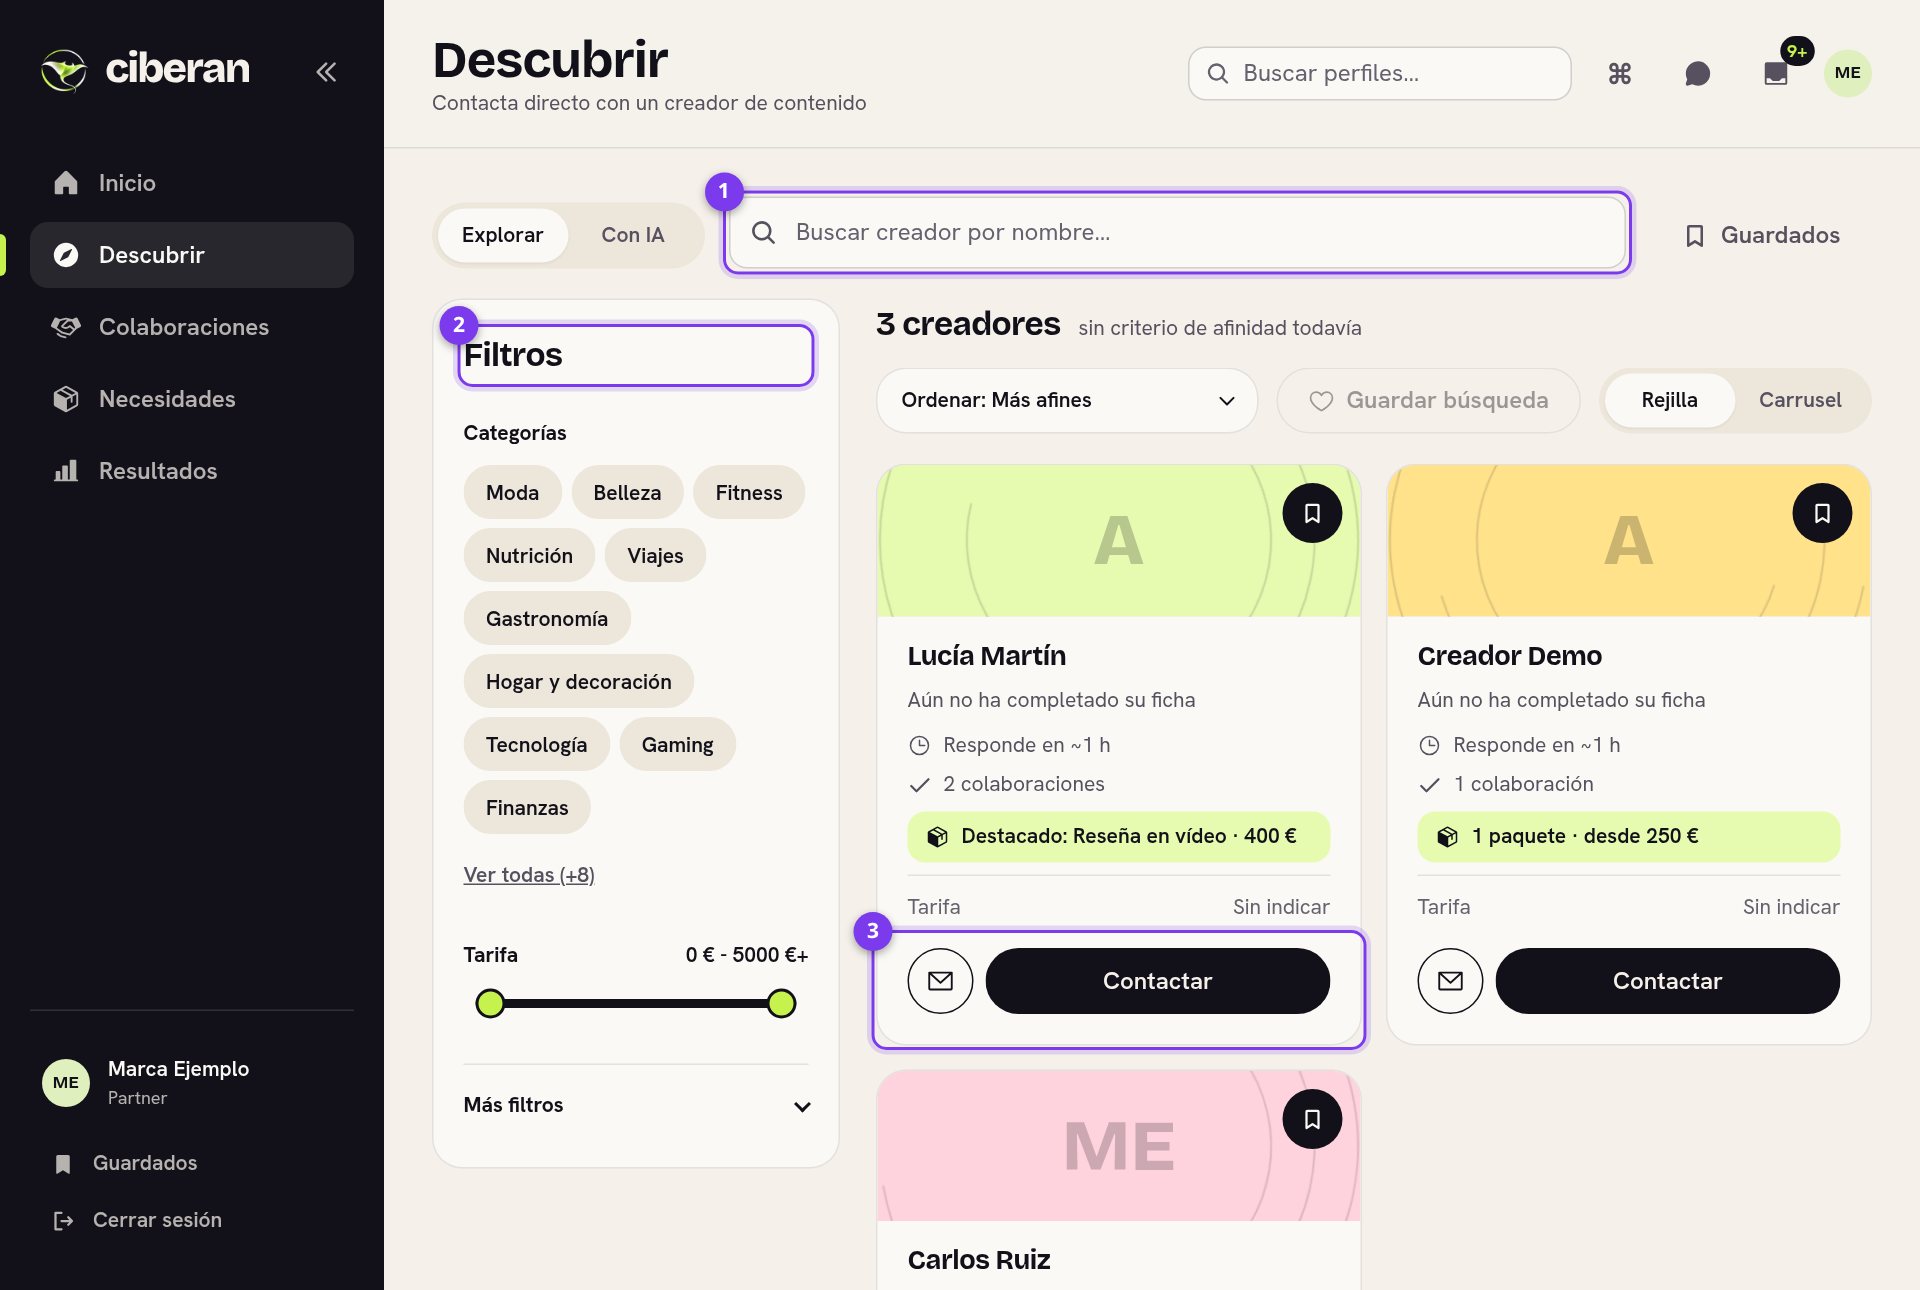 ciberan
Inicio
Descubrir
Colaboraciones
Necesidades
Resultados
ME
Marca Ejemplo
Partner
Guardados
Cerrar sesión
Descubrir
Contacta directo con un creador de contenido
Buscar perfiles...
9+
ME
Explorar
Con IA
1
Buscar creador por nombre...
Guardados
2
Filtros
Categorías
Moda
Belleza
Fitness
Nutrición
Viajes
Gastronomía
Hogar y decoración
Tecnología
Gaming
Finanzas
Ver todas (+8)
Tarifa
0 € - 5000 €+
Más filtros
3 creadores
sin criterio de afinidad todavía
Ordenar: Más afines
Guardar búsqueda
Rejilla
Carrusel
A
Lucía Martín
Aún no ha completado su ficha
Responde en ~1 h
2 colaboraciones
Destacado: Reseña en vídeo · 400 €
Tarifa
Sin indicar
3
Contactar
A
Creador Demo
Aún no ha completado su ficha
Responde en ~1 h
1 colaboración
1 paquete · desde 250 €
Tarifa
Sin indicar
Contactar
ME
Carlos Ruiz